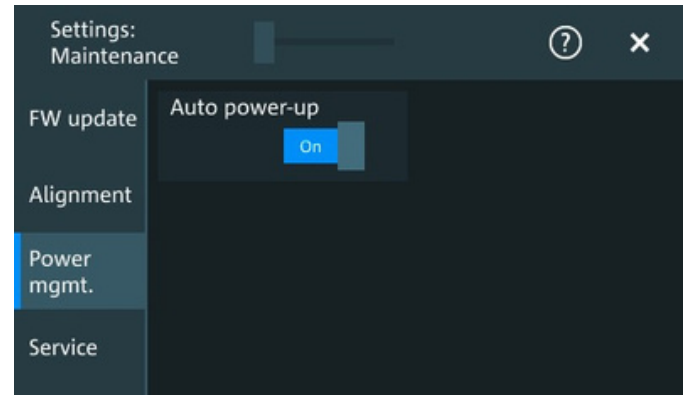 Settings:
Maintenance
?
FW update
Auto power-up
On
Alignment
Power
mgmt.
Service